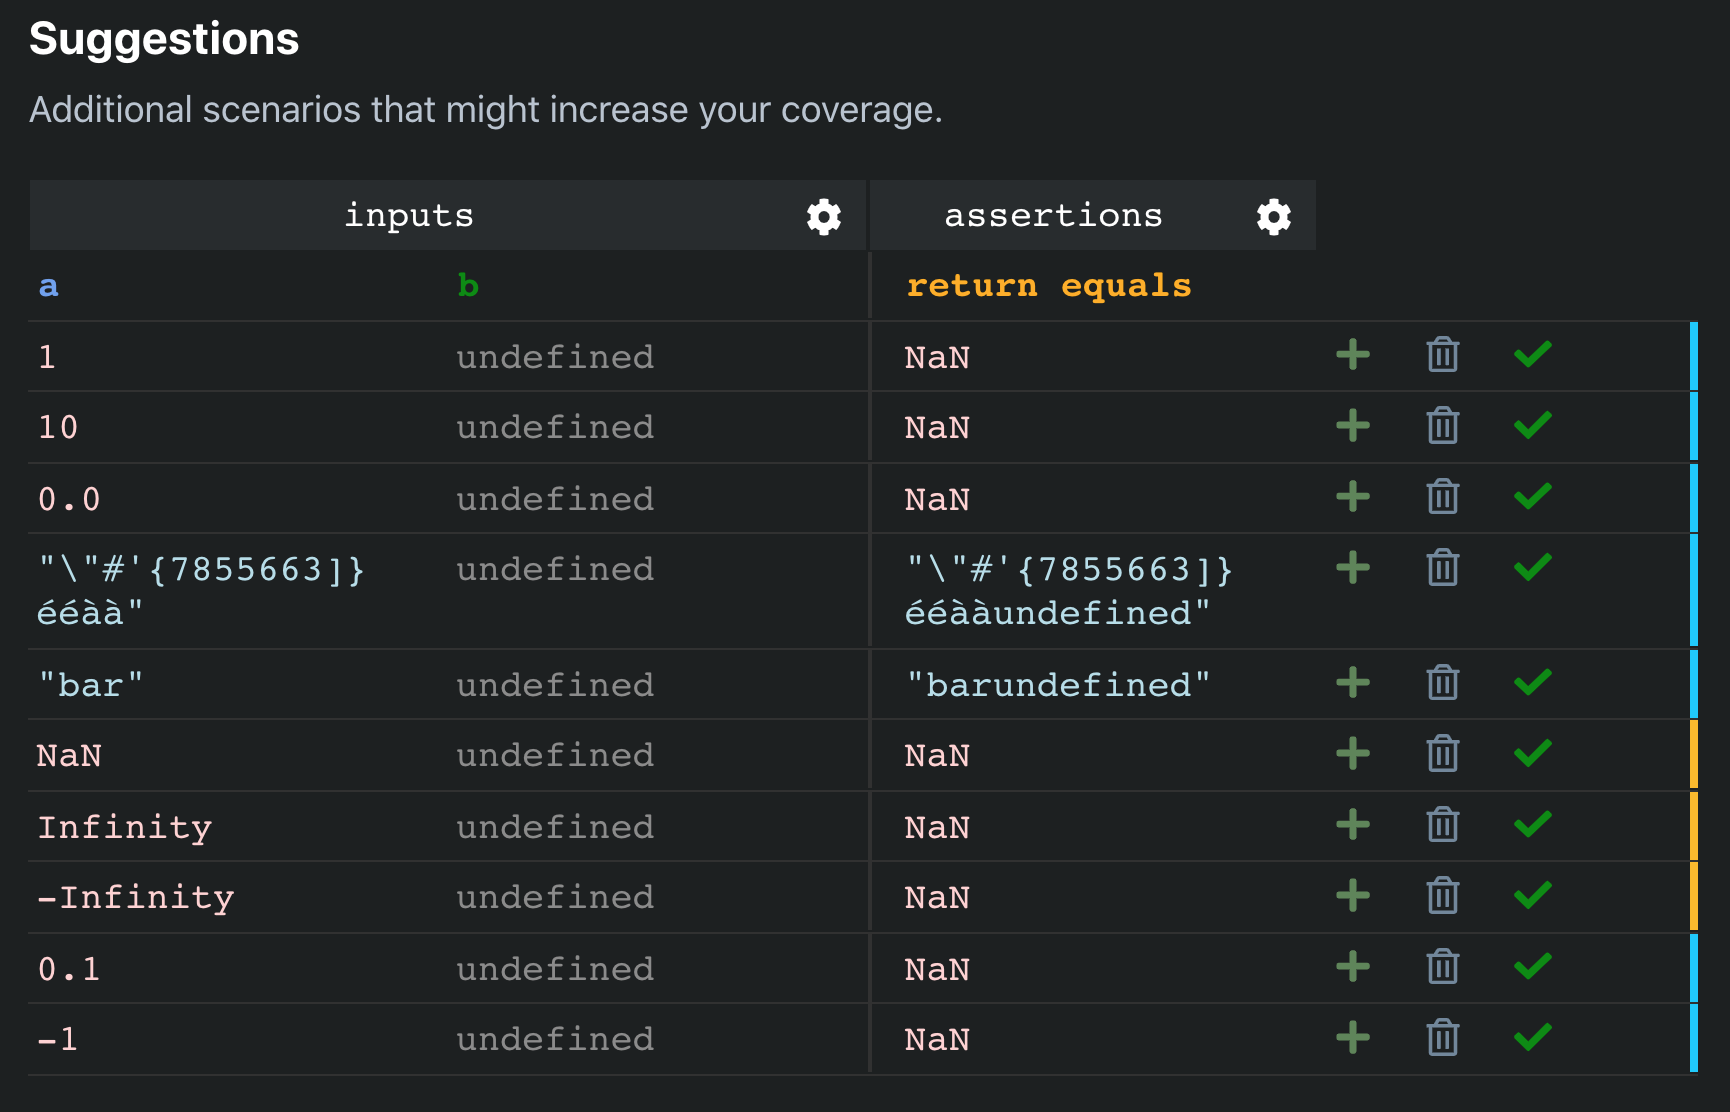 Suggestions
Additional scenarios that might increase your coverage.
inputs assertions
a b return equals
1 undefined NaN
10 undefined NaN
0.0 undefined NaN
"\"#'{7855663]} undefined "\"#'{7855663]}
ééàà" ééààundefined"
"bar" undefined "barundefined"
NaN undefined NaN
Infinity undefined NaN
-Infinity undefined NaN
0.1 undefined NaN
-1 undefined NaN